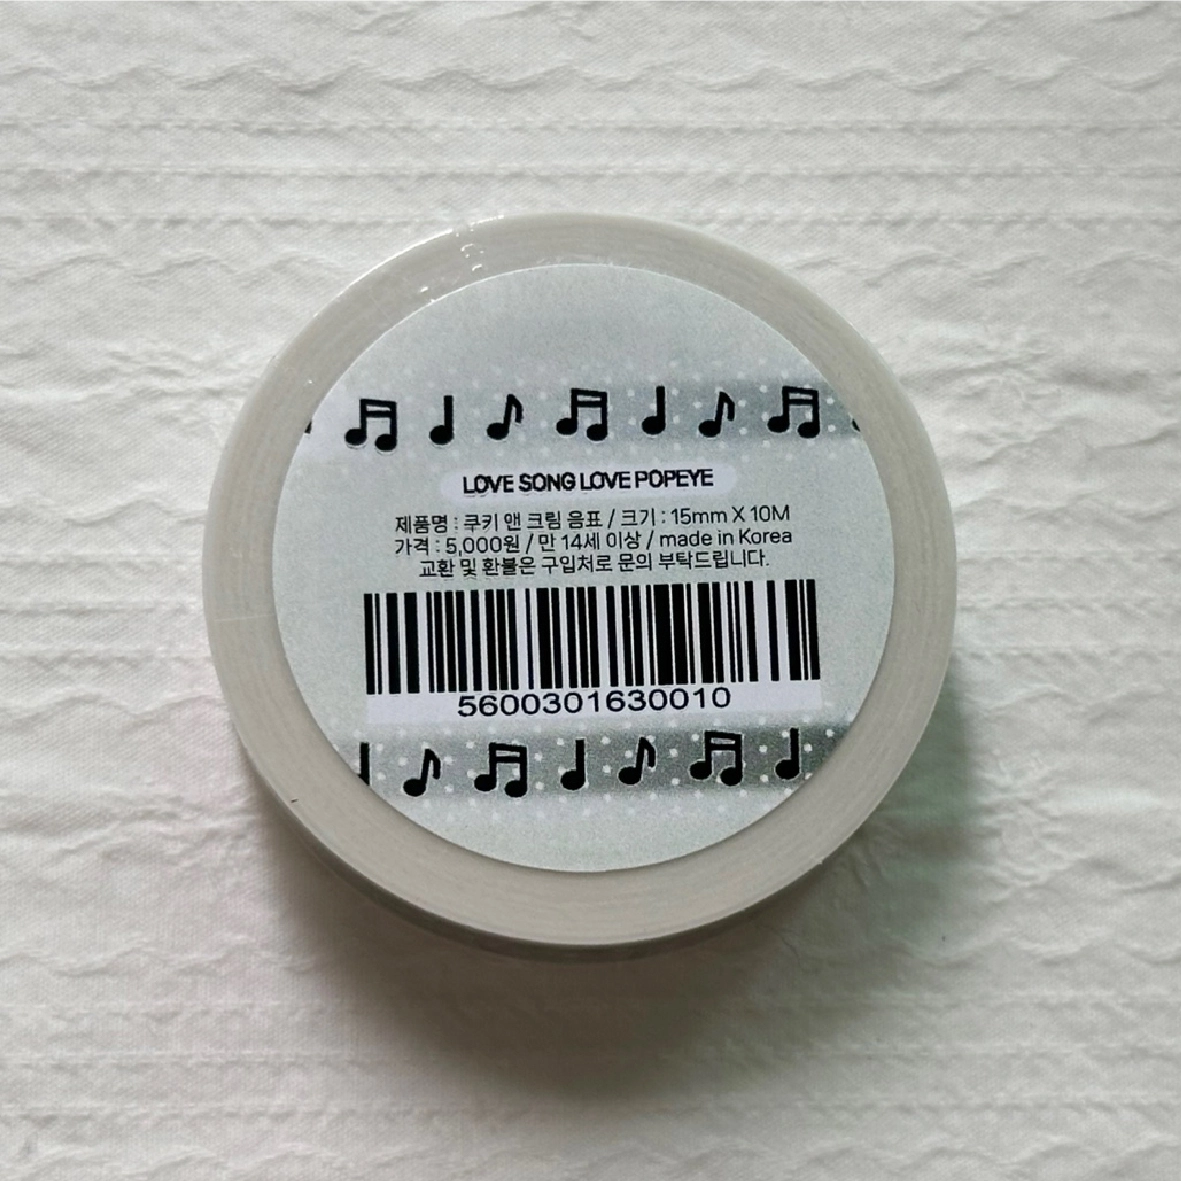 LOVE SONG LOVE POPEYE
제품명 : 쿠키 앤 크림 음표 / 크기 : 15mm X 10M
가격 : 5,000원 / 만 14세 이상 / made in Korea
교환 및 환불은 구입처로 문의 부탁드립니다.
5600301630010